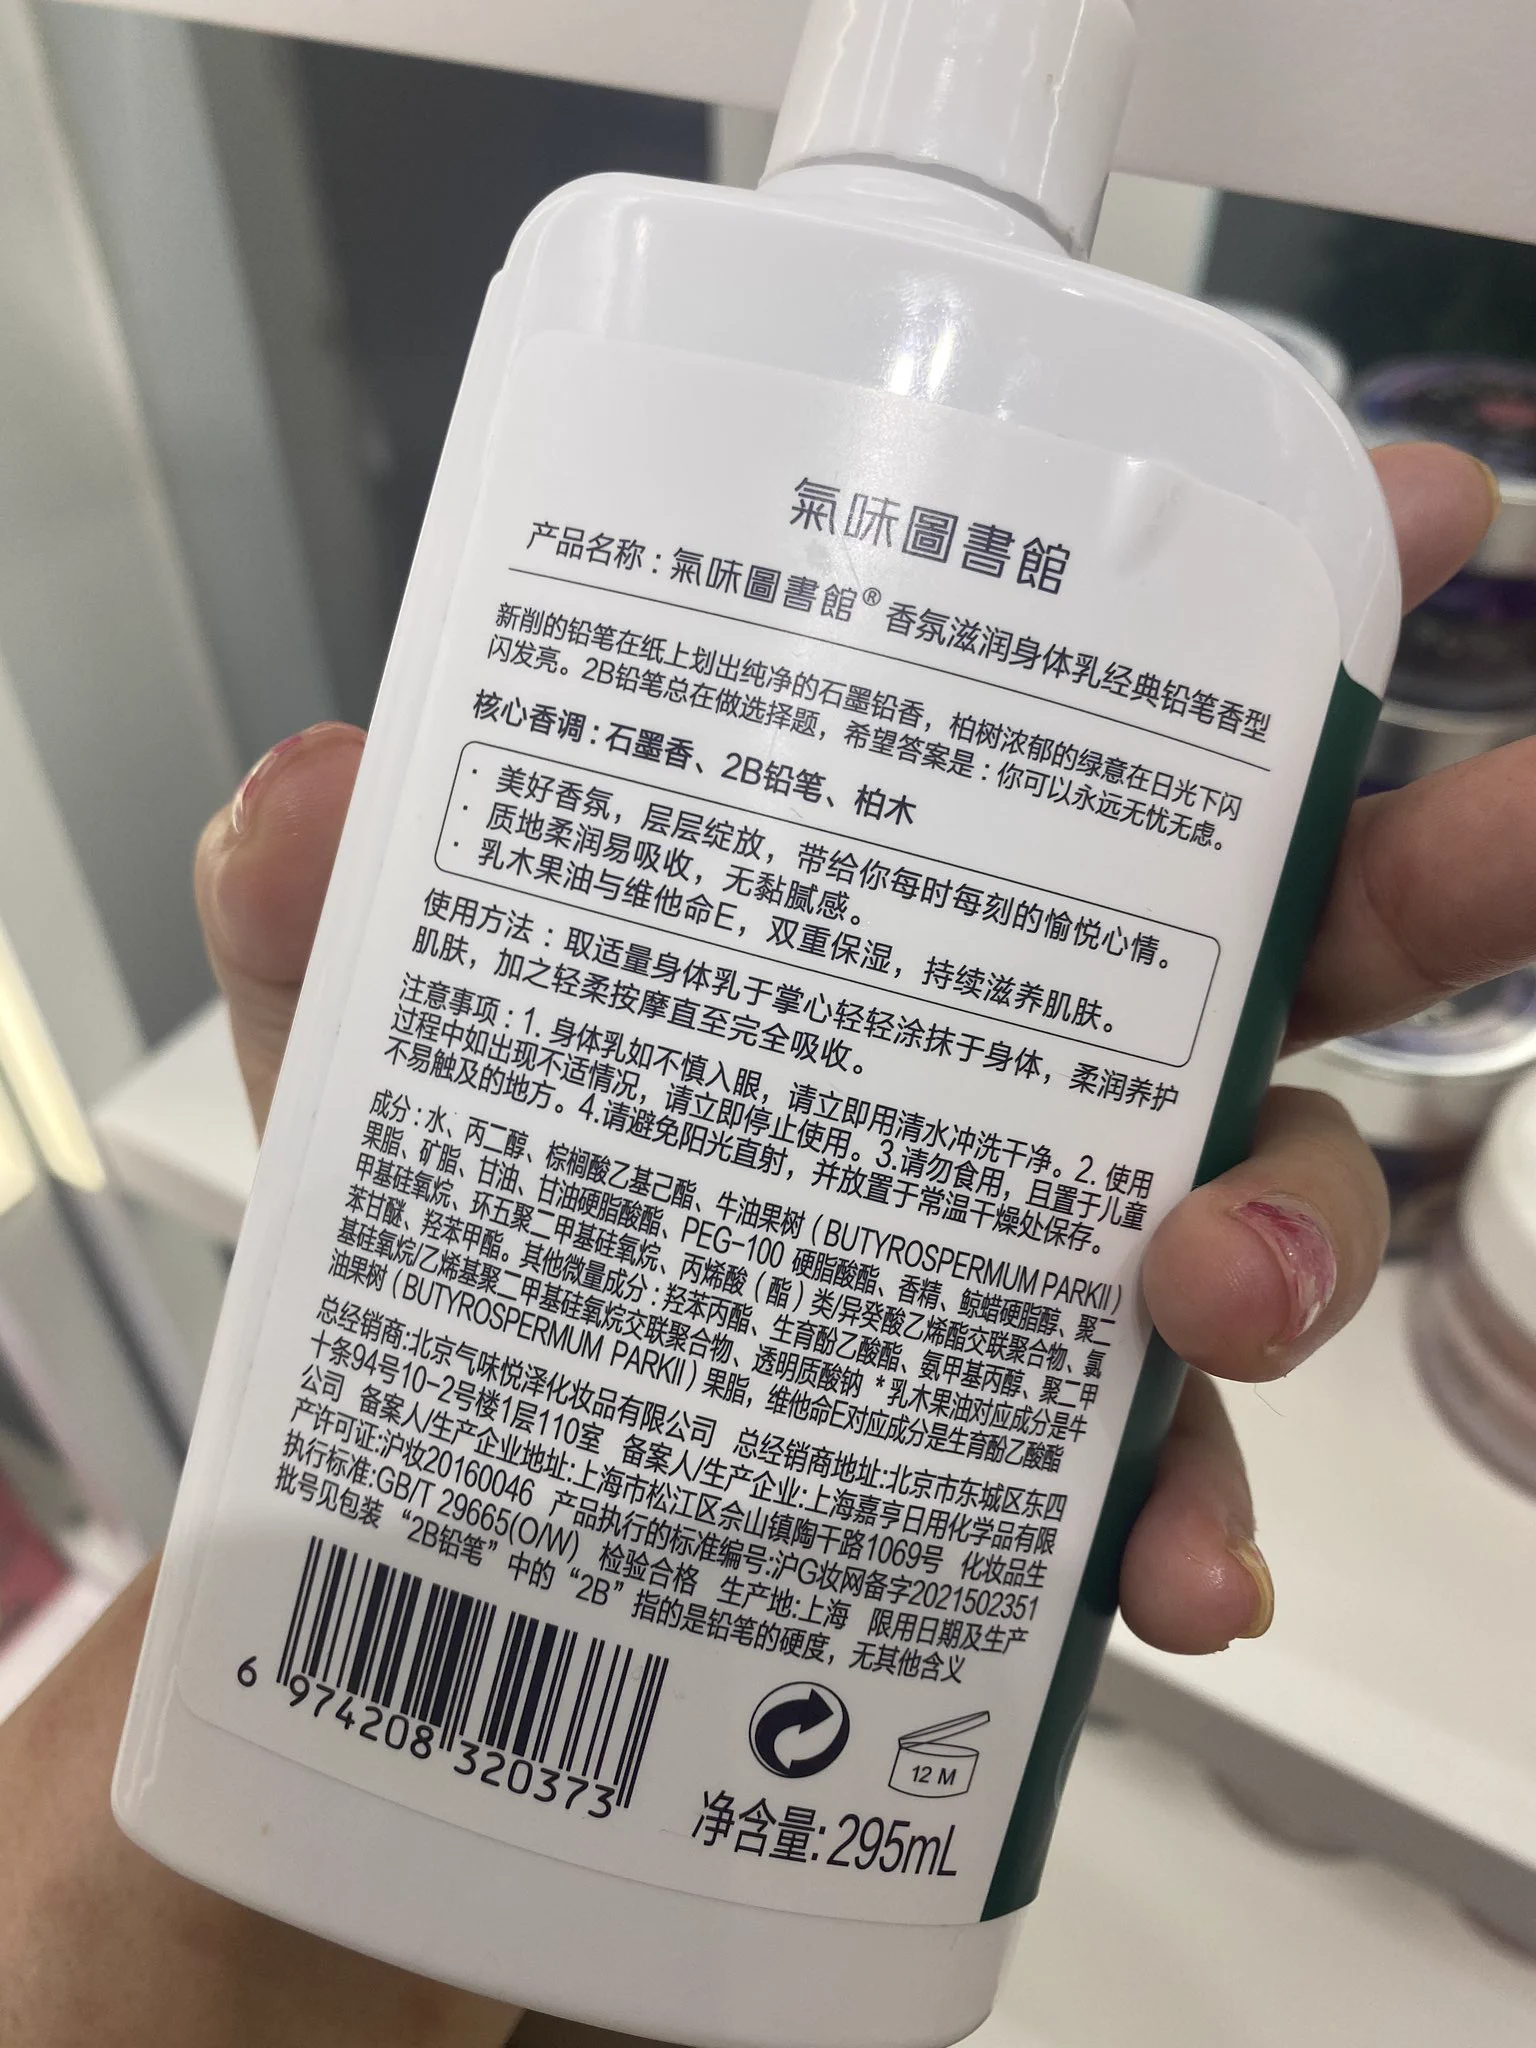 氣味圖書館
产品名称：氣味圖書館® 香氛滋润身体乳经典铅笔香型
新削的铅笔在纸上划出纯净的石墨铅香，柏树浓郁的绿意在日光下闪
闪发亮。2B铅笔总在做选择题，希望答案是：你可以永远无忧无虑。
核心香调：石墨香、2B铅笔、柏木
· 美好香氛，层层绽放，带给你每时每刻的愉悦心情。
· 质地柔润易吸收，无黏腻感。
· 乳木果油与维他命E，双重保湿，持续滋养肌肤。
使用方法：取适量身体乳于掌心轻轻涂抹于身体，柔润养护
肌肤，加之轻柔按摩直至完全吸收。
注意事项：1. 身体乳如不慎入眼，请立即用清水冲洗干净。2. 使用
过程中如出现不适情况，请立即停止使用。3.请勿食用，且置于儿童
不易触及的地方。4.请避免阳光直射，并放置于常温干燥处保存。
成分：水、丙二醇、棕榈酸乙基己酯、牛油果树（BUTYROSPERMUM PARKII）
果脂、矿脂、甘油、甘油硬脂酸酯、PEG-100 硬脂酸酯、香精、鲸蜡硬脂醇、聚二
甲基硅氧烷、环五聚二甲基硅氧烷、丙烯酸（酯）类/异癸酸乙烯酯交联聚合物、氯
苯甘醚、羟苯甲酯。其他微量成分：羟苯丙酯、生育酚乙酸酯、氨甲基丙醇、聚二甲
基硅氧烷/乙烯基聚二甲基硅氧烷交联聚合物、透明质酸钠 *乳木果油对应成分是牛
油果树（BUTYROSPERMUM PARKII）果脂，维他命E对应成分是生育酚乙酸酯
总经销商:北京气味悦泽化妆品有限公司 总经销商地址:北京市东城区东四
十条94号10-2号楼1层110室 备案人/生产企业:上海嘉亨日用化学品有限
公司 备案人/生产企业地址:上海市松江区佘山镇陶干路1069号 化妆品生
产许可证:沪妆20160046 产品执行的标准编号:沪G妆网备字2021502351
执行标准:GB/T 29665(O/W) 检验合格 生产地:上海 限用日期及生产
批号见包装 “2B铅笔”中的“2B”指的是铅笔的硬度，无其他含义
6 974208 320373
12 M
净含量:295mL